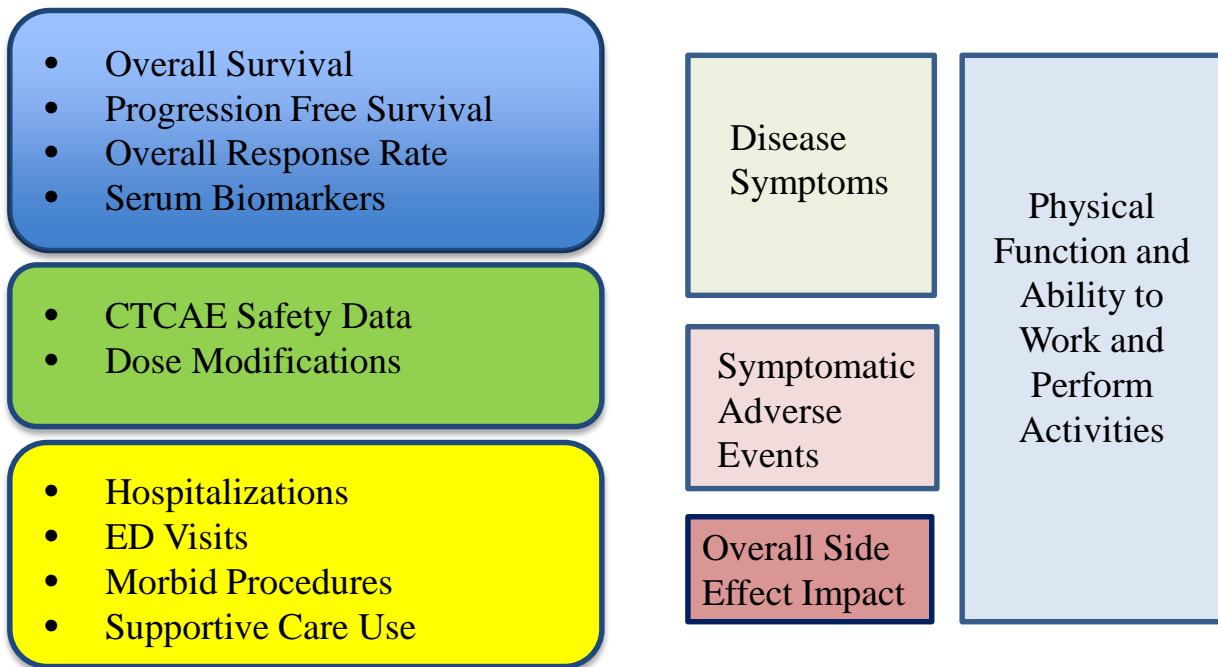 • Overall Survival
• Progression Free Survival
• Overall Response Rate
• Serum Biomarkers
• CTCAE Safety Data
• Dose Modifications
• Hospitalizations
• ED Visits
• Morbid Procedures
• Supportive Care Use
Disease
Symptoms
Symptomatic
Adverse
Events
Overall Side
Effect Impact
Physical
Function and
Ability to
Work and
Perform
Activities